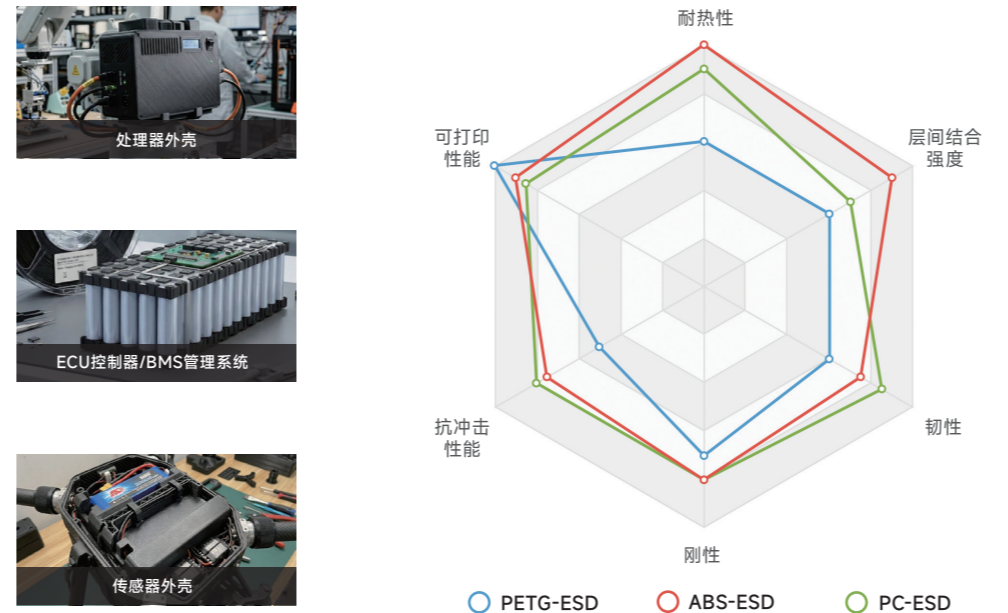 处理器外壳
ECU控制器/BMS管理系统
传感器外壳
耐热性
层间结合
强度
韧性
刚性
抗冲击
性能
可打印
性能
PETG-ESD
ABS-ESD
PC-ESD